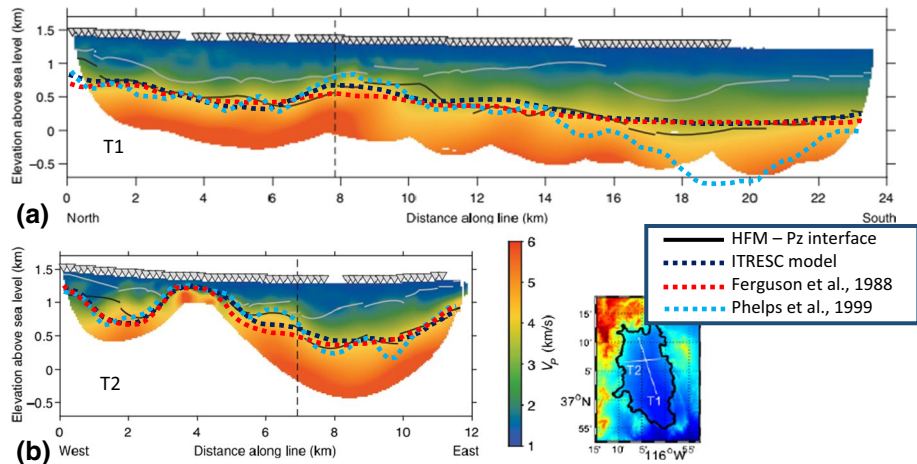 (a)
Elevation above sea level (km)
1.5
1
0.5
0
−0.5
T1
0 2 4 6 8 10 12 14 16 18 20 22 24
North Distance along line (km) South
HFM – Pz interface
ITRESC model
Ferguson et al., 1988
Phelps et al., 1999
(b)
Elevation above sea level (km)
1.5
1
0.5
0
−0.5
T2
0 2 4 6 8 10 12
West Distance along line (km) East
6
5
4
3
2
1
Vp (km/s)
15'
10'
5'
37°N
55'
T2
T1
15' 10' 5' 116°W